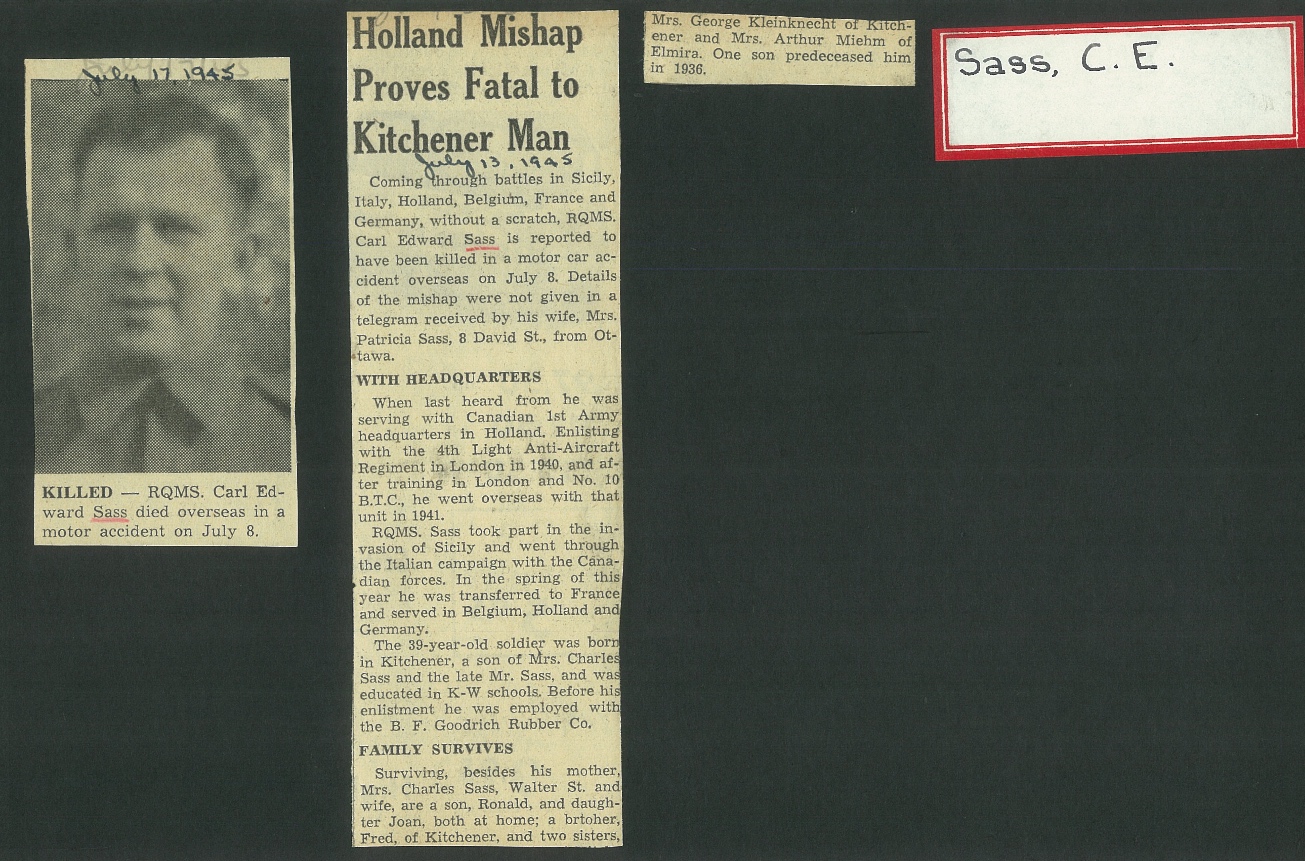 July 17, 1945
KILLED — RQMS. Carl Ed-
ward Sass died overseas in a
motor accident on July 8.
Holland Mishap
Proves Fatal to
Kitchener Man
July 13, 1945
Coming through battles in Sicily,
Italy, Holland, Belgium, France and
Germany, without a scratch, RQMS.
Carl Edward Sass is reported to
have been killed in a motor car ac-
cident overseas on July 8. Details
of the mishap were not given in a
telegram received by his wife, Mrs.
Patricia Sass, 8 David St., from Ot-
tawa.
WITH HEADQUARTERS
When last heard from he was
serving with Canadian 1st Army
headquarters in Holland. Enlisting
with the 4th Light Anti-Aircraft
Regiment in London in 1940, and af-
ter training in London and No. 10
B.T.C., he went overseas with that
unit in 1941.
RQMS. Sass took part in the in-
vasion of Sicily and went through
the Italian campaign with the Cana-
dian forces. In the spring of this
year he was transferred to France
and served in Belgium, Holland and
Germany.
The 39-year-old soldier was born
in Kitchener, a son of Mrs. Charles
Sass and the late Mr. Sass, and was
educated in K-W schools. Before his
enlistment he was employed with
the B. F. Goodrich Rubber Co.
FAMILY SURVIVES
Surviving, besides his mother,
Mrs. Charles Sass, Walter St. and
wife, are a son, Ronald, and daugh-
ter Joan, both at home; a brtoher,
Fred, of Kitchener, and two sisters,
Mrs. George Kleinknecht of Kitch-
ener and Mrs. Arthur Miehm of
Elmira. One son predeceased him
in 1936.
Sass, C. E.